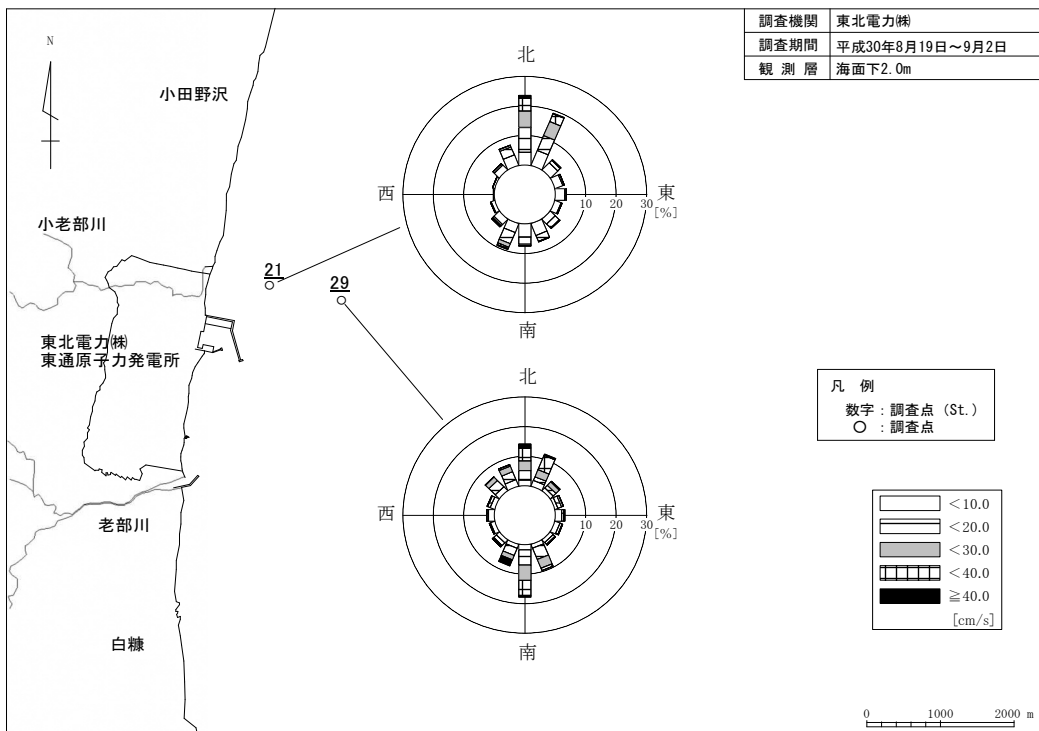 調査機関 東北電力㈱
調査期間 平成30年8月19日～9月2日
観測層 海面下2.0m
N
小田野沢
北
西
東
10 20 30
[%]
南
小老部川
21
29
東北電力㈱
東通原子力発電所
北
西
東
10 20 30
[%]
南
老部川
白糠
凡 例
数字：調査点 (St.)
○ ：調査点
＜10.0
＜20.0
＜30.0
＜40.0
≧40.0
[cm/s]
0 1000 2000 m